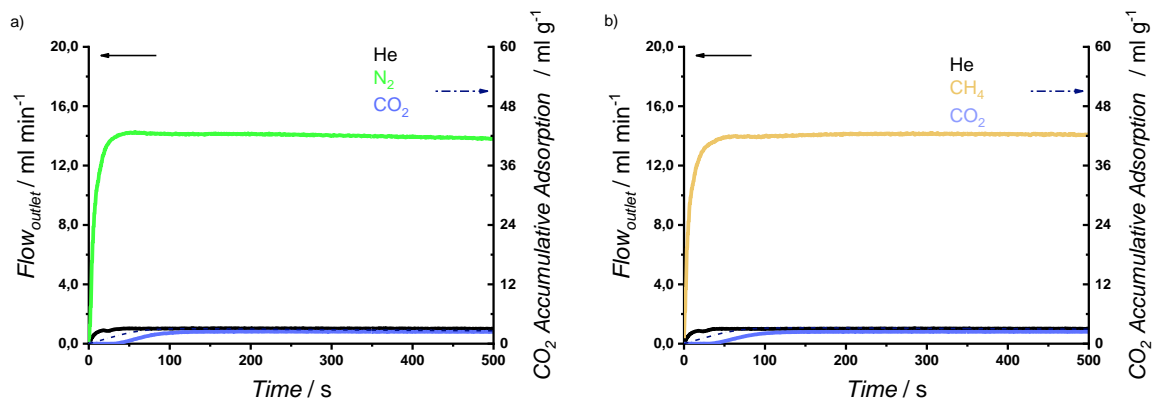 a)
20,0
16,0
12,0
8,0
4,0
0,0
Flow_outlet / ml min⁻¹
He
N₂
CO₂
60
48
36
24
12
0
CO₂ Accumulative Adsorption / ml g⁻¹
0 100 200 300 400 500
Time / s
b)
20,0
16,0
12,0
8,0
4,0
0,0
Flow_outlet / ml min⁻¹
He
CH₄
CO₂
60
48
36
24
12
0
CO₂ Accumulative Adsorption / ml g⁻¹
0 100 200 300 400 500
Time / s